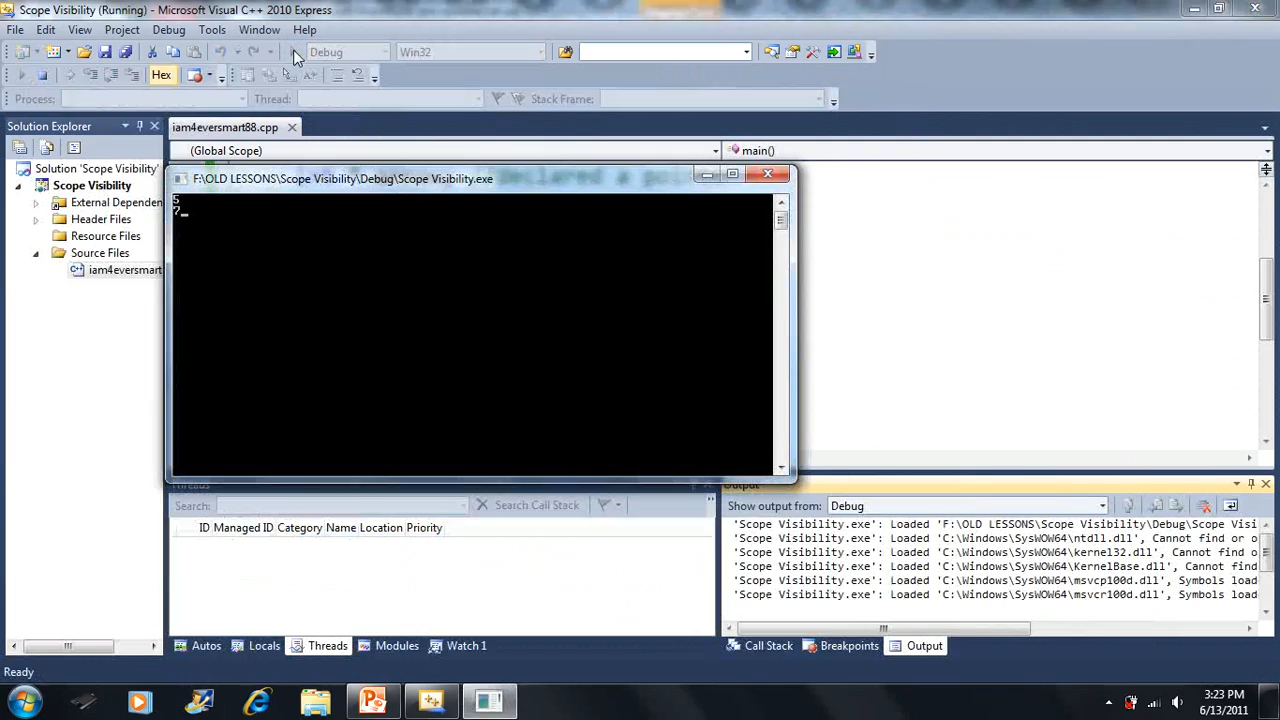 Scope Visibility (Running) - Microsoft Visual C++ 2010 Express
File Edit View Project Debug Tools Window Help
Debug Win32
Hex
Process: Thread: Stack Frame:
Solution Explorer
iam4eversmart88.cpp
(Global Scope) main()
Solution 'Scope Visibility'
Scope Visibility
External Dependen
Header Files
Resource Files
Source Files
iam4eversmart
F:\OLD LESSONS\Scope Visibility\Debug\Scope Visibility.exe
5
?_
Threads
Search: Search Call Stack
ID Managed ID Category Name Location Priority
Output
Show output from: Debug
'Scope Visibility.exe': Loaded 'F:\OLD LESSONS\Scope Visibility\Debug\Scope Visi
'Scope Visibility.exe': Loaded 'C:\Windows\SysWOW64\ntdll.dll', Cannot find or o
'Scope Visibility.exe': Loaded 'C:\Windows\SysWOW64\kernel32.dll', Cannot find o
'Scope Visibility.exe': Loaded 'C:\Windows\SysWOW64\KernelBase.dll', Cannot find
'Scope Visibility.exe': Loaded 'C:\Windows\SysWOW64\msvcp100d.dll', Symbols load
'Scope Visibility.exe': Loaded 'C:\Windows\SysWOW64\msvcr100d.dll', Symbols load
Autos Locals Threads Modules Watch 1
Call Stack Breakpoints Output
Ready
3:23 PM
6/13/2011